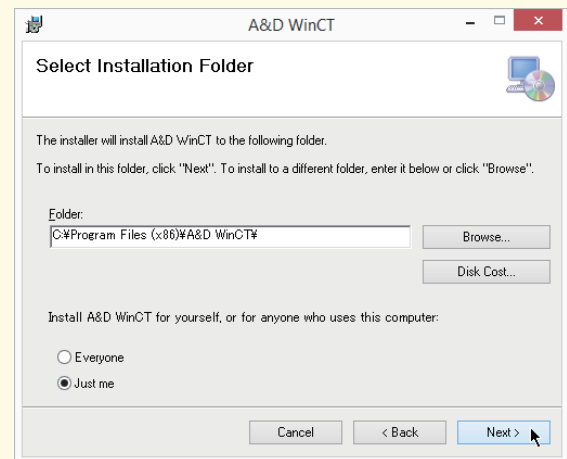 A&D WinCT
Select Installation Folder
The installer will install A&D WinCT to the following folder.
To install in this folder, click "Next". To install to a different folder, enter it below or click "Browse".
Folder:
C:¥Program Files (x86)¥A&D WinCT¥
Browse...
Disk Cost...
Install A&D WinCT for yourself, or for anyone who uses this computer:
Everyone
Just me
Cancel
< Back
Next >